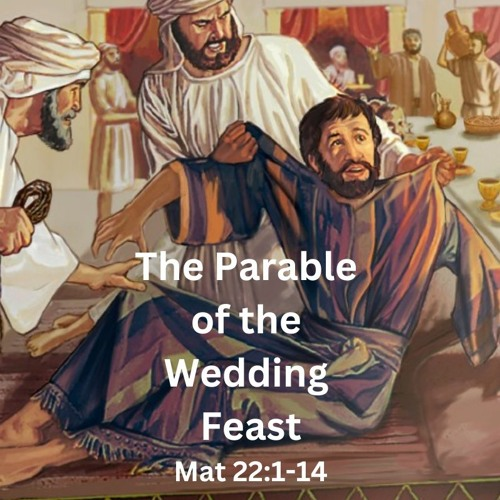 The Parable
of the
Wedding
Feast
Mat 22:1-14